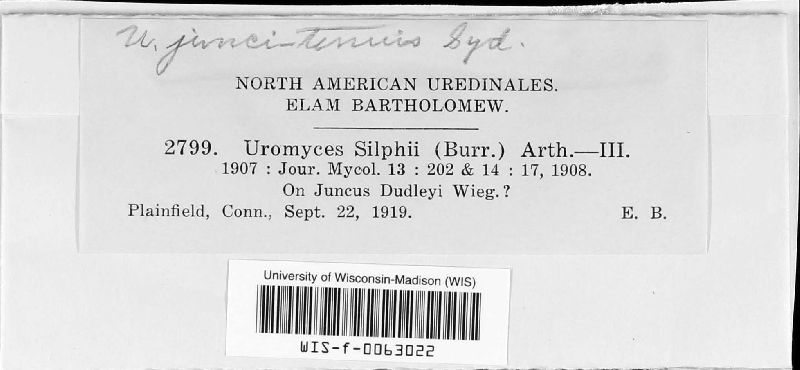 U. junci-tenuis Syd.
NORTH AMERICAN UREDINALES.
ELAM BARTHOLOMEW.
2799. Uromyces Silphii (Burr.) Arth.—III.
1907 : Jour. Mycol. 13 : 202 & 14 : 17, 1908.
On Juncus Dudleyi Wieg.?
Plainfield, Conn., Sept. 22, 1919. E. B.
University of Wisconsin-Madison (WIS)
WIS-f-0063022